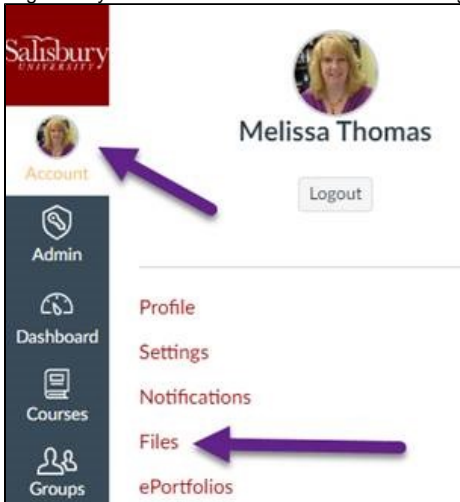 Salisbury
UNIVERSITY
Account
Admin
Dashboard
Courses
Groups
Melissa Thomas
Logout
Profile
Settings
Notifications
Files
ePortfolios